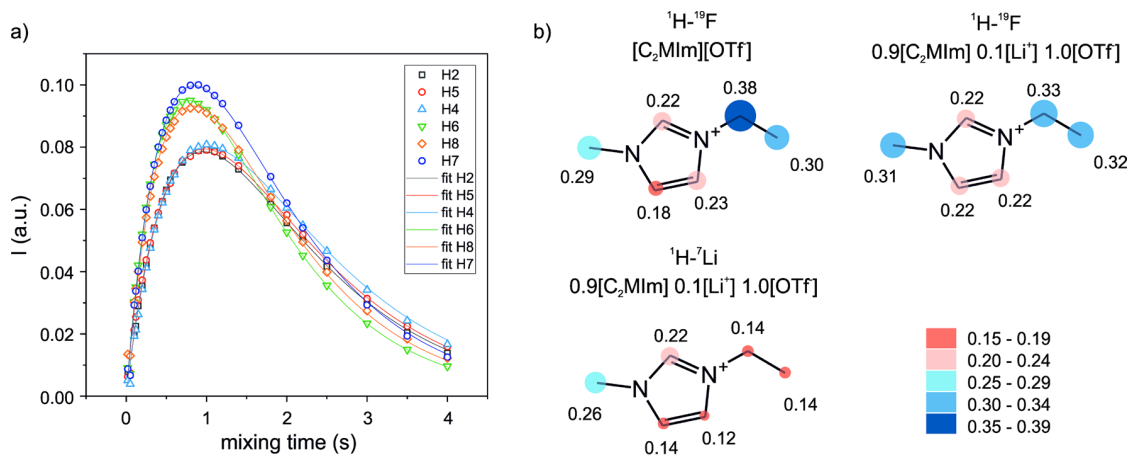 a)
I (a.u.)
0.10
0.08
0.06
0.04
0.02
0.00
0
1
2
3
4
mixing time (s)
H2
H5
H4
H6
H8
H7
fit H2
fit H5
fit H4
fit H6
fit H8
fit H7
b)
¹H-¹⁹F
[C₂MIm][OTf]
0.38
0.22
N⁺
N
0.30
0.29
0.23
0.18
¹H-¹⁹F
0.9[C₂MIm] 0.1[Li⁺] 1.0[OTf]
0.33
0.22
N⁺
N
0.32
0.31
0.22
0.22
¹H-⁷Li
0.9[C₂MIm] 0.1[Li⁺] 1.0[OTf]
0.22
0.14
N⁺
N
0.14
0.26
0.12
0.14
0.15 - 0.19
0.20 - 0.24
0.25 - 0.29
0.30 - 0.34
0.35 - 0.39